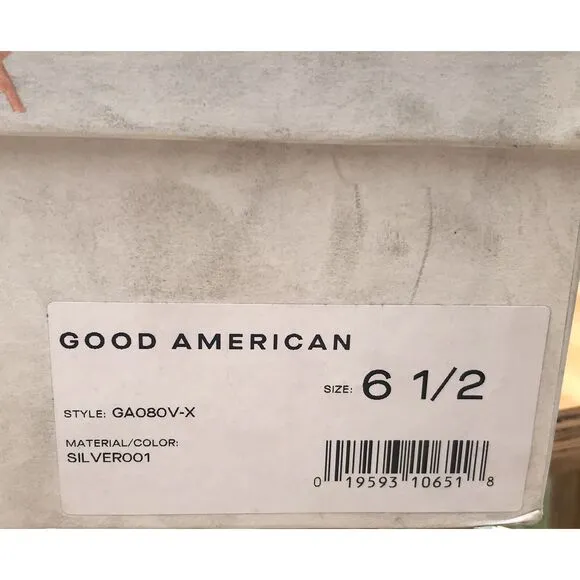 GOOD AMERICAN
SIZE: 6 1/2
STYLE: GA080V-X
MATERIAL/COLOR:
SILVER001
0 19593 10651 8